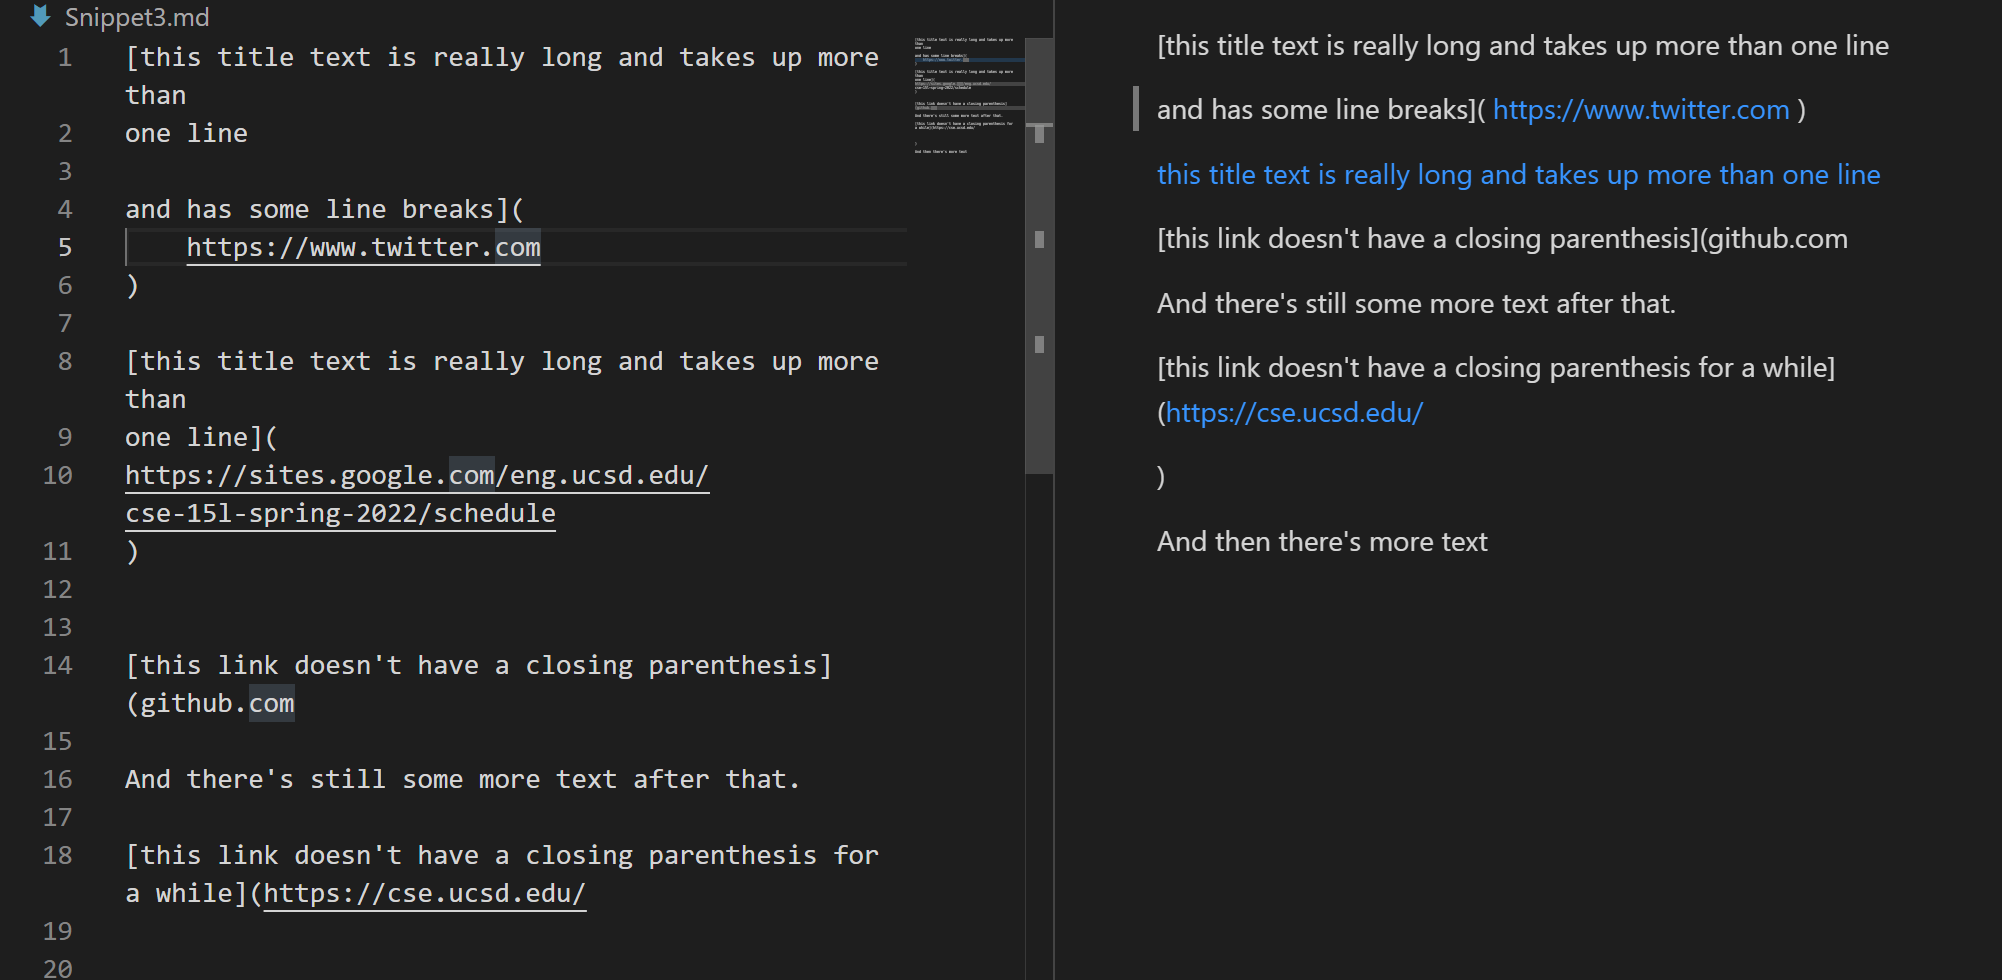 Snippet3.md
1 [this title text is really long and takes up more
than
2 one line
3
4 and has some line breaks](
5 https://www.twitter.com
6 )
7
8 [this title text is really long and takes up more
than
9 one line](
10 https://sites.google.com/eng.ucsd.edu/
cse-15l-spring-2022/schedule
11 )
12
13
14 [this link doesn't have a closing parenthesis]
(github.com
15
16 And there's still some more text after that.
17
18 [this link doesn't have a closing parenthesis for
a while](https://cse.ucsd.edu/
19
20
[this title text is really long and takes up more than one line
and has some line breaks]( https://www.twitter.com )
this title text is really long and takes up more than one line
[this link doesn't have a closing parenthesis](github.com
And there's still some more text after that.
[this link doesn't have a closing parenthesis for a while]
(https://cse.ucsd.edu/
)
And then there's more text